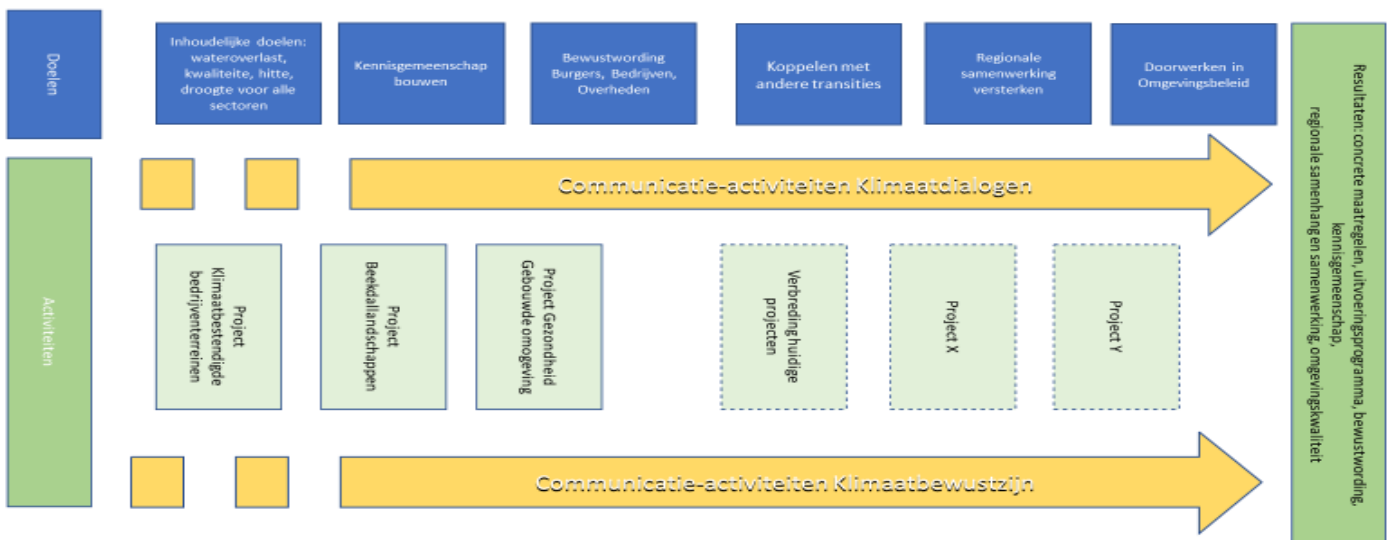 Doelen
Inhoudelijke doelen:
wateroverlast,
kwaliteite, hitte,
droogte voor alle
sectoren
Kennisgemeenschap
bouwen
Bewustwording
Burgers, Bedrijven,
Overheden
Koppelen met
andere transities
Regionale
samenwerking
versterken
Doorwerken in
Omgevingsbeleid
Resultaten: concrete maatregelen, uitvoeringsprogramma, bewustwording,
kennisgemeenschap,
regionale samenhang en samenwerking, omgevingskwaliteit
Activiteiten
Communicatie-activiteiten Klimaatdialogen
Project
Klimaatbestendigde
bedrijventerreinen
Project
Beekdallandschappen
Project Gezondheid
Gebouwde omogeving
Verbreding huidige
projecten
Project X
Project Y
Communicatie-activiteiten Klimaatbewustzijn